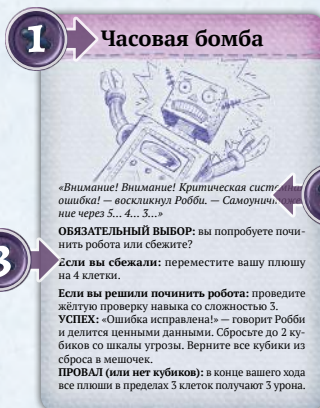 1
Часовая бомба
«Внимание! Внимание! Критическая
ошибка! — воскликнул Робби. —
ние через 5... 4... 3...»
ОБЯЗАТЕЛЬНЫЙ ВЫБОР: вы попробуете почи-
нить робота или сбежите?
3
Если вы сбежали: переместите вашу плюшу
на 4 клетки.
Если вы решили починить робота: проведите
жёлтую проверку навыка со сложностью 3.
УСПЕХ: «Ошибка исправлена!» — говорит Робби
и делится ценными данными. Сбросьте до 2 ку-
биков со шкалы угрозы. Верните все кубики из
сброса в мешочек.
ПРОВАЛ (или нет кубиков): в конце вашего хода
все плюши в пределах 3 клеток получают 3 урона.